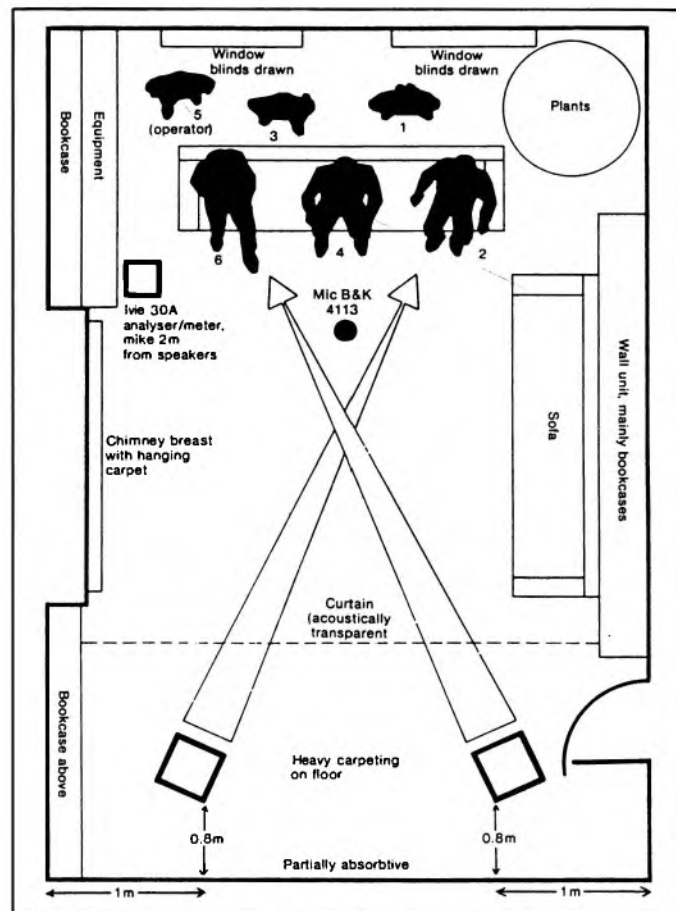 Window
blinds drawn
Window
blinds drawn
Bookcase
Equipment
5
(operator)
3
1
Plants
6
4
2
Ivie 30A
analyser/meter,
mike 2m
from speakers
Mic B&K
4113
Sofa
Wall unit, mainly bookcases
Chimney breast
with hanging
carpet
Curtain
(acoustically
transparent
Bookcase above
Heavy carpeting
on floor
0.8m
0.8m
Partially absorbtive
1m
1m